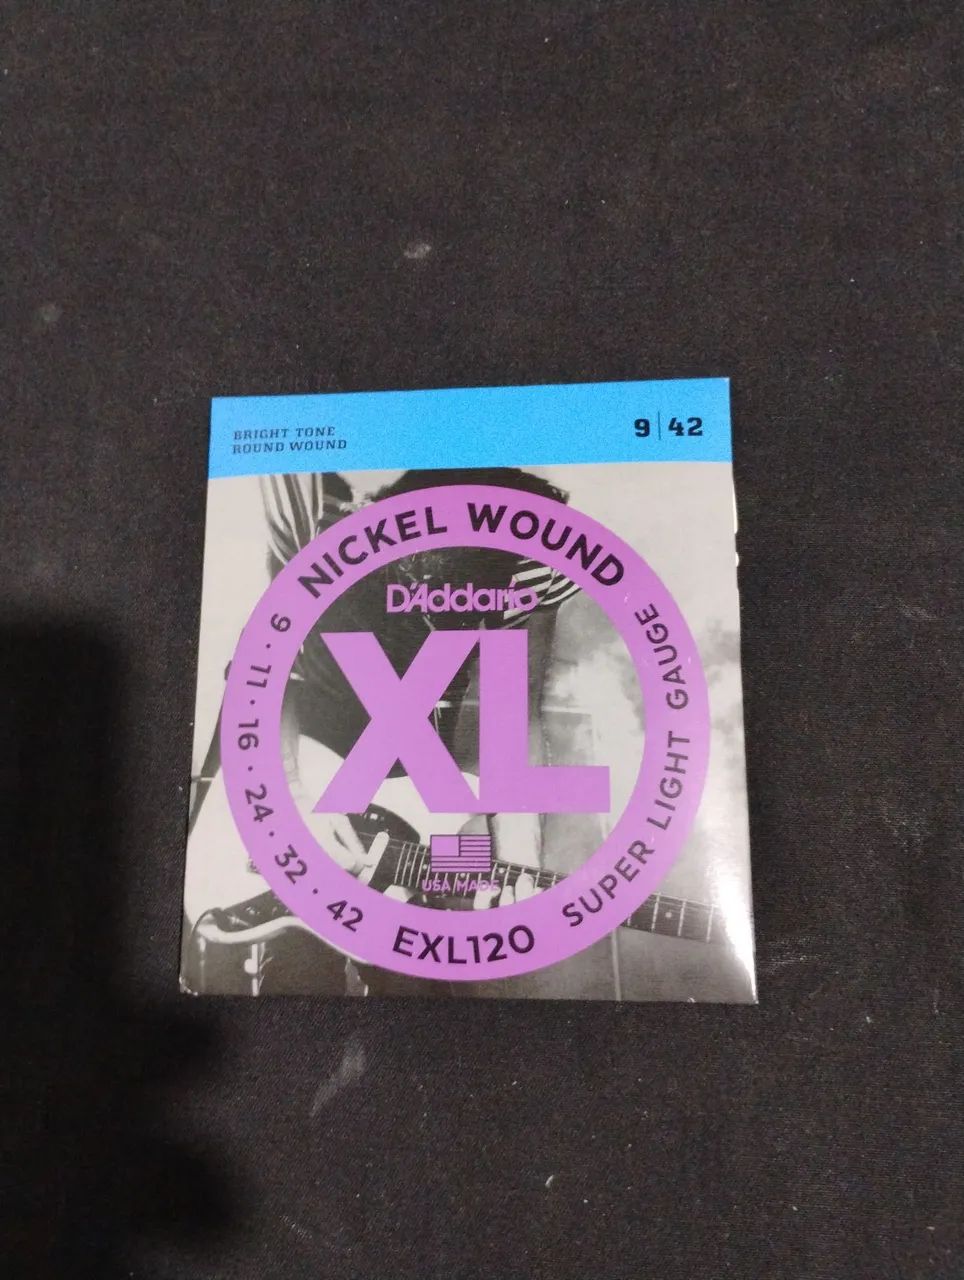 BRIGHT TONE
ROUND WOUND
9|42
NICKEL WOUND
D'Addario
XL
USA MADE
9 · 11 · 16 · 24 · 32 · 42
EXL120
SUPER LIGHT GAUGE